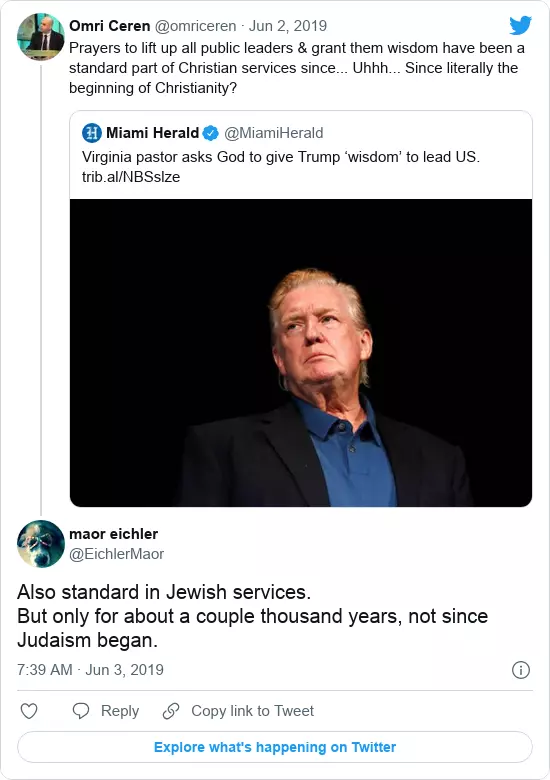 Omri Ceren @omriceren · Jun 2, 2019
Prayers to lift up all public leaders & grant them wisdom have been a
standard part of Christian services since... Uhhh... Since literally the
beginning of Christianity?
Miami Herald @MiamiHerald
Virginia pastor asks God to give Trump ‘wisdom’ to lead US.
trib.al/NBSslze
maor eichler
@EichlerMaor
Also standard in Jewish services.
But only for about a couple thousand years, not since
Judaism began.
7:39 AM · Jun 3, 2019
Reply
Copy link to Tweet
Explore what's happening on Twitter